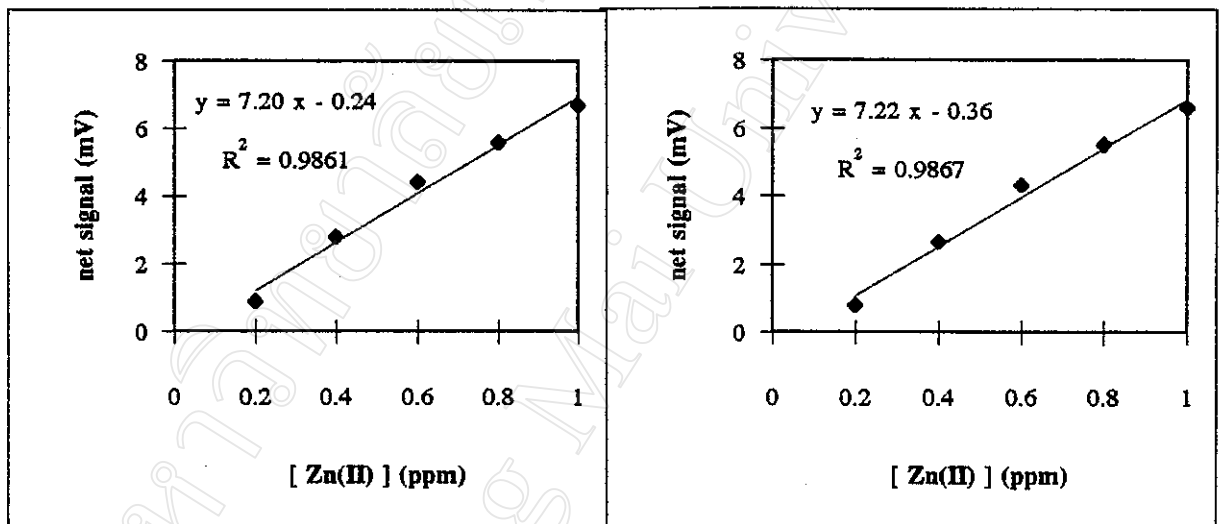 8
6
4
2
0
net signal (mV)
y = 7.20 x - 0.24
R² = 0.9861
0 0.2 0.4 0.6 0.8 1
[ Zn(II) ] (ppm)
8
6
4
2
0
net signal (mV)
y = 7.22 x - 0.36
R² = 0.9867
0 0.2 0.4 0.6 0.8 1
[ Zn(II) ] (ppm)
Mai Univ